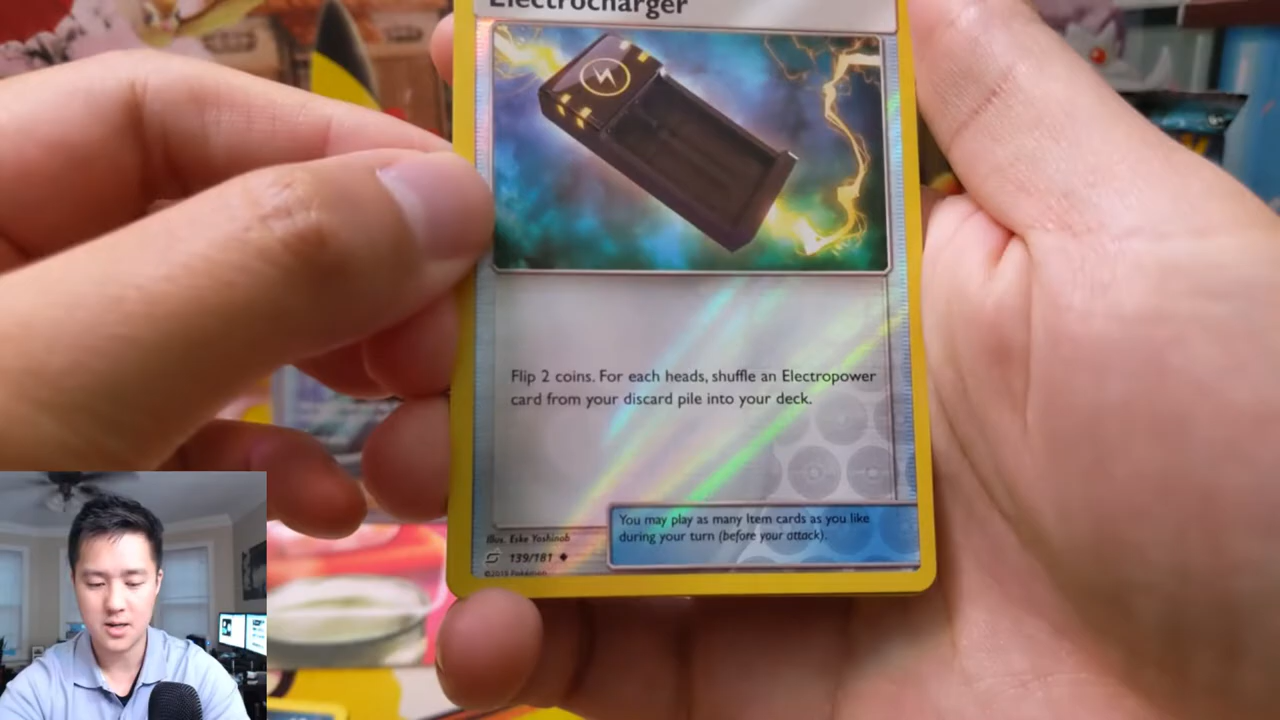 Electrocharger
Flip 2 coins. For each heads, shuffle an Electropower
card from your discard pile into your deck.
You may play as many Item cards as you like
during your turn (before your attack).
Illus. Eske Yoshinob
139/181